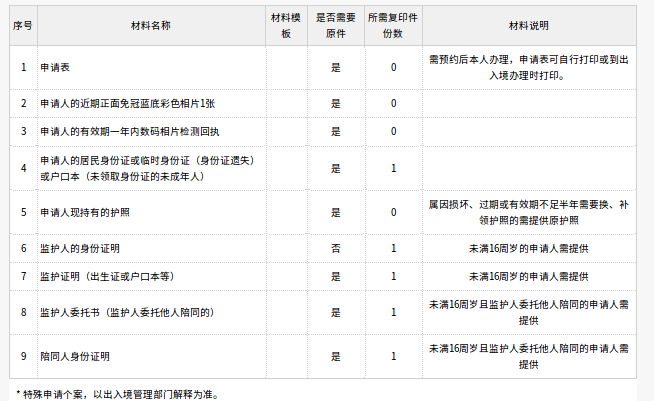 序号 材料名称 材料模板 是否需要原件 所需复印件份数 材料说明
1 申请表 是 0 需预约后本人办理，申请表可自行打印或到出入境办理时打印。
2 申请人的近期正面免冠蓝底彩色相片1张 是 0
3 申请人的有效期一年内数码相片检测回执 是 0
4 申请人的居民身份证或临时身份证（身份证遗失）或户口本（未领取身份证的未成年人） 是 1
5 申请人现持有的护照 是 0 属因损坏、过期或有效期不足半年需要换、补领护照的需提供原护照
6 监护人的身份证明 否 1 未满16周岁的申请人需提供
7 监护证明（出生证或户口本等） 是 1 未满16周岁的申请人需提供
8 监护人委托书（监护人委托他人陪同的） 是 1 未满16周岁且监护人委托他人陪同的申请人需提供
9 陪同人身份证明 是 1 未满16周岁且监护人委托他人陪同的申请人需提供
* 特殊申请个案，以出入境管理部门解释为准。